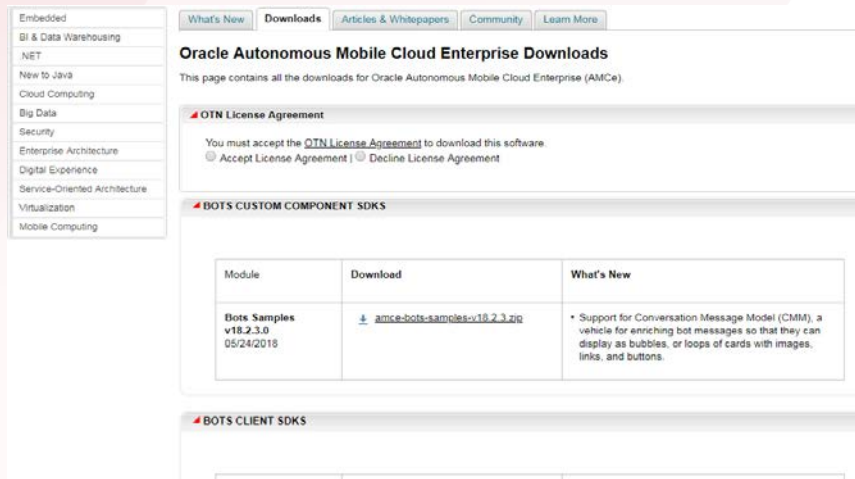 Embedded
BI & Data Warehousing
.NET
New to Java
Cloud Computing
Big Data
Security
Enterprise Architecture
Digital Experience
Service-Oriented Architecture
Virtualization
Mobile Computing
What's New
Downloads
Articles & Whitepapers
Community
Learn More
Oracle Autonomous Mobile Cloud Enterprise Downloads
This page contains all the downloads for Oracle Autonomous Mobile Cloud Enterprise (AMCe).
OTN License Agreement
You must accept the OTN License Agreement to download this software.
Accept License Agreement | Decline License Agreement
BOTS CUSTOM COMPONENT SDKS
Module
Download
What's New
Bots Samples
v18.2.3.0
05/24/2018
amce-bots-samples-v18.2.3.zip
• Support for Conversation Message Model (CMM), a
vehicle for enriching bot messages so that they can
display as bubbles, or loops of cards with images,
links, and buttons.
BOTS CLIENT SDKS